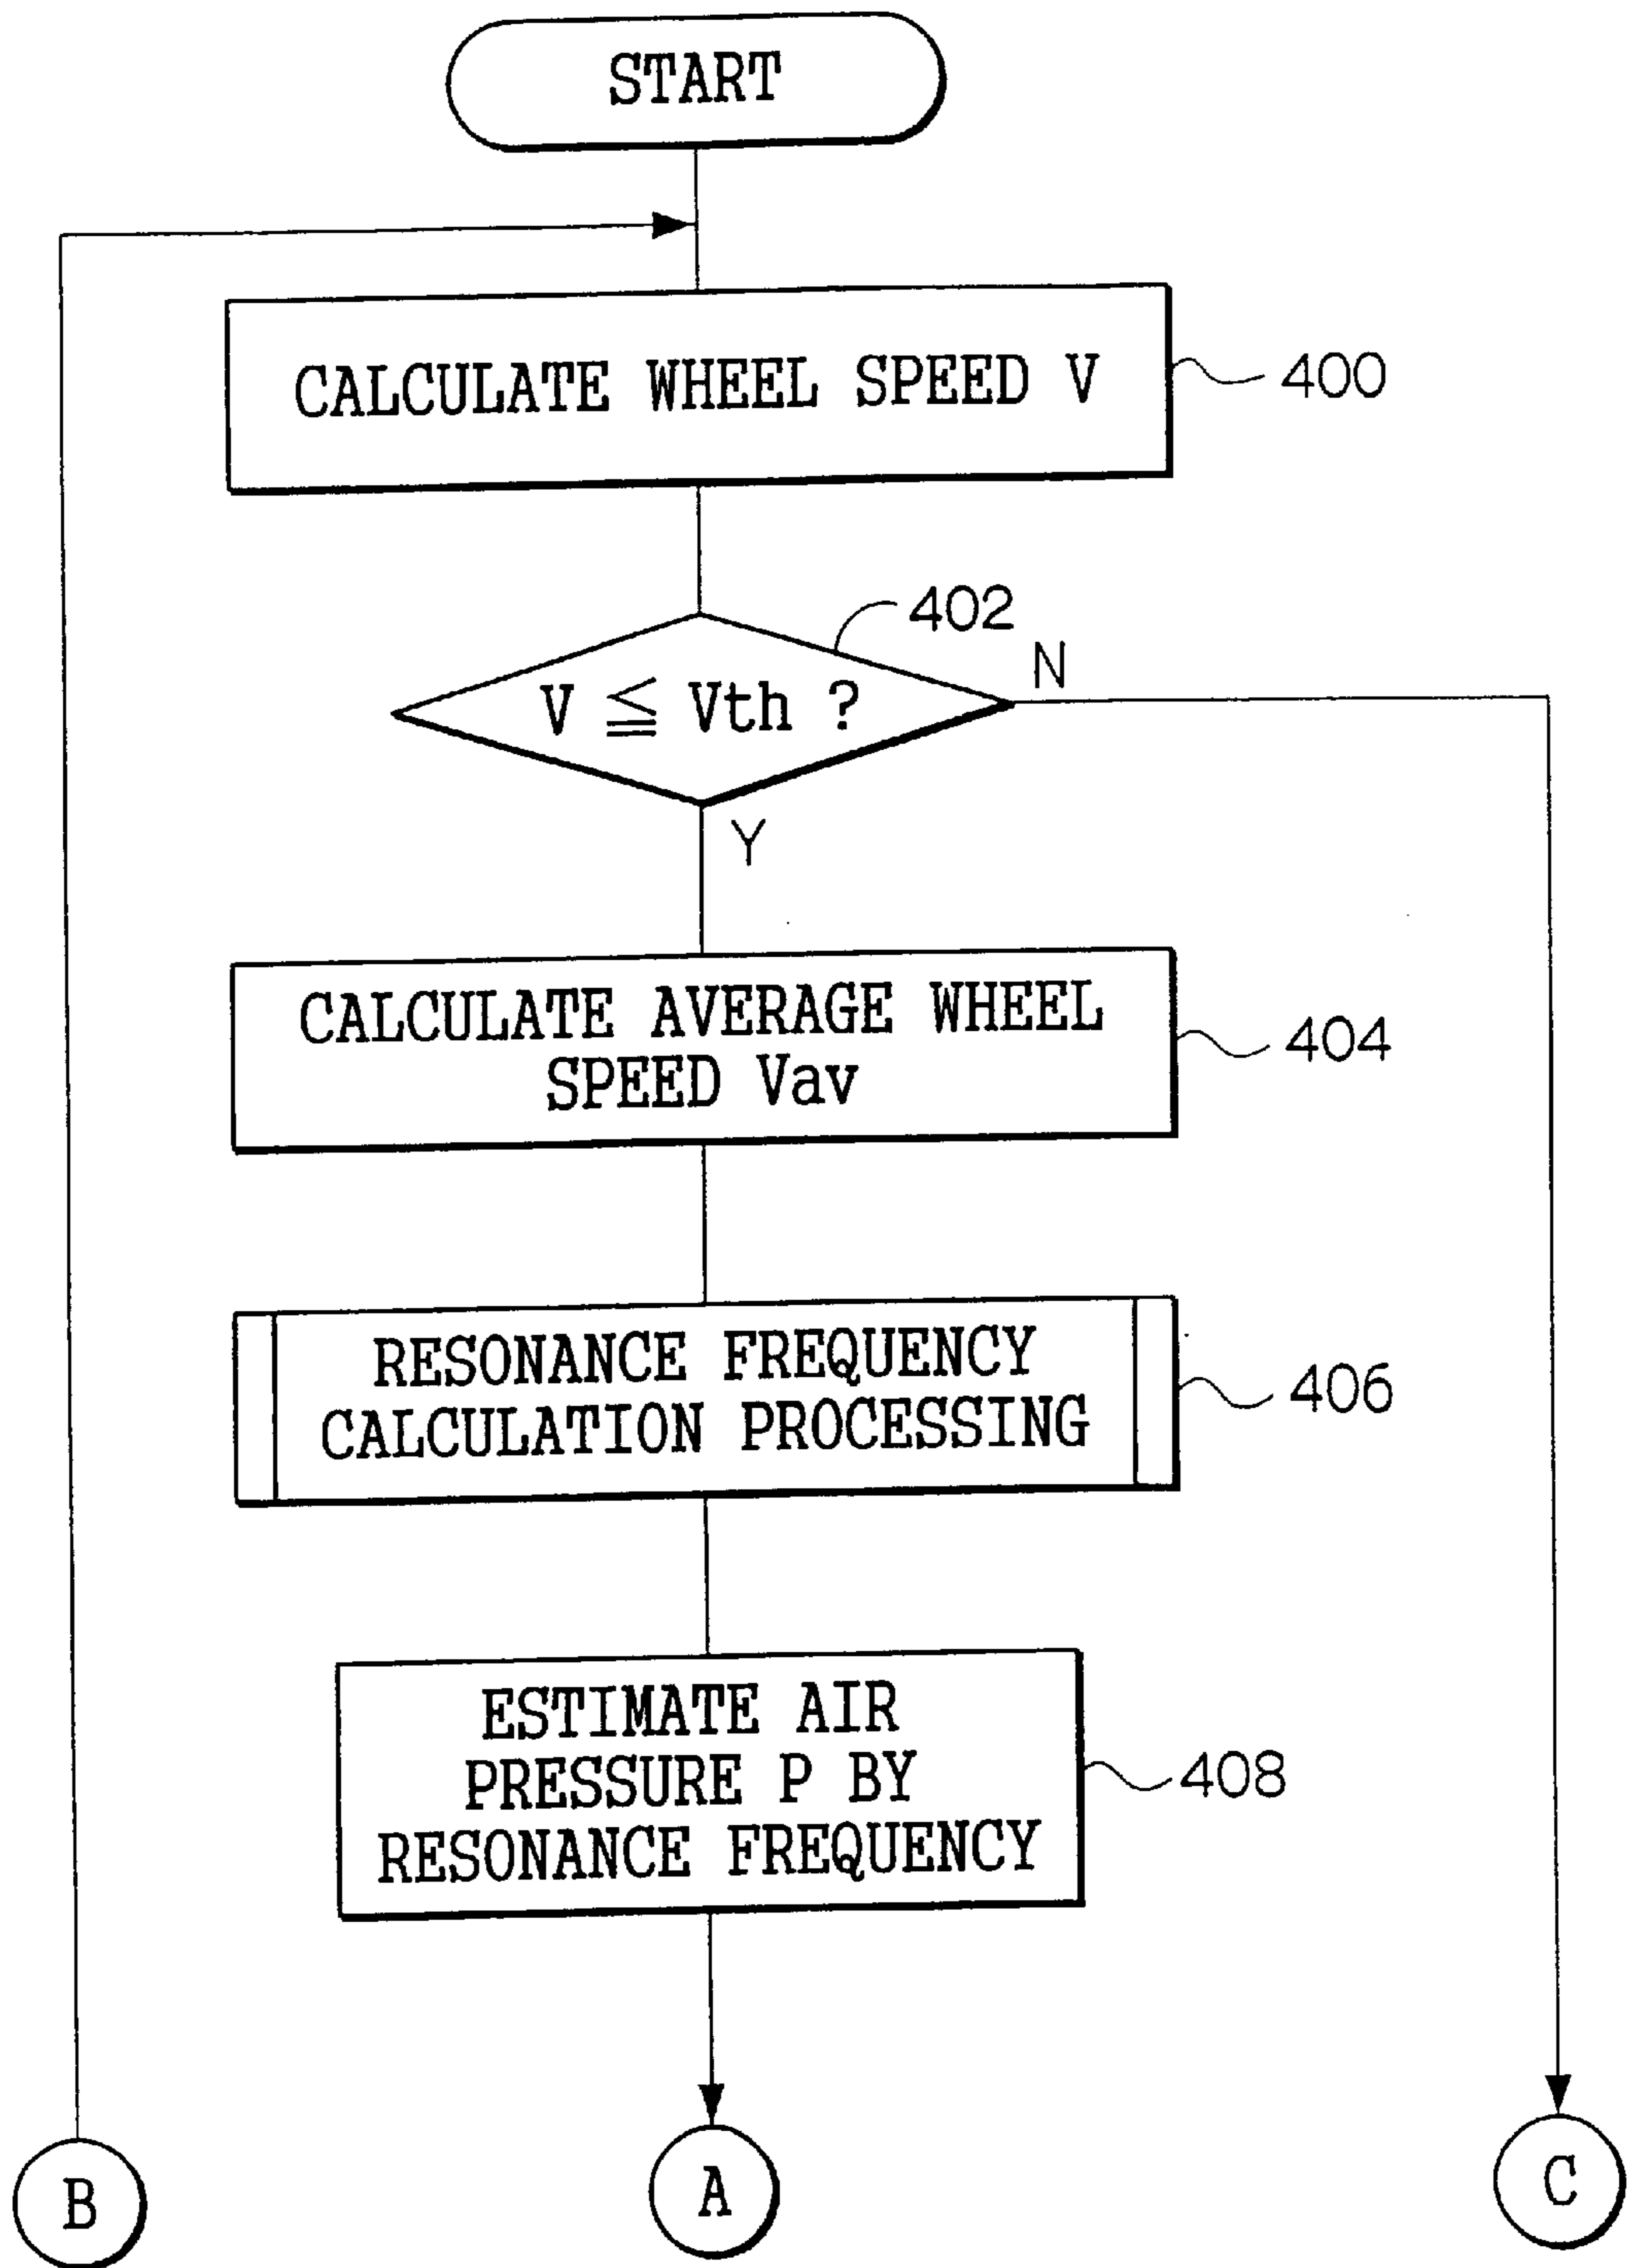 START
CALCULATE WHEEL SPEED V
400
402
V ≦ Vth ?
N
Y
CALCULATE AVERAGE WHEEL
SPEED Vav
404
RESONANCE FREQUENCY
CALCULATION PROCESSING
406
ESTIMATE AIR
PRESSURE P BY
RESONANCE FREQUENCY
408
B
A
C